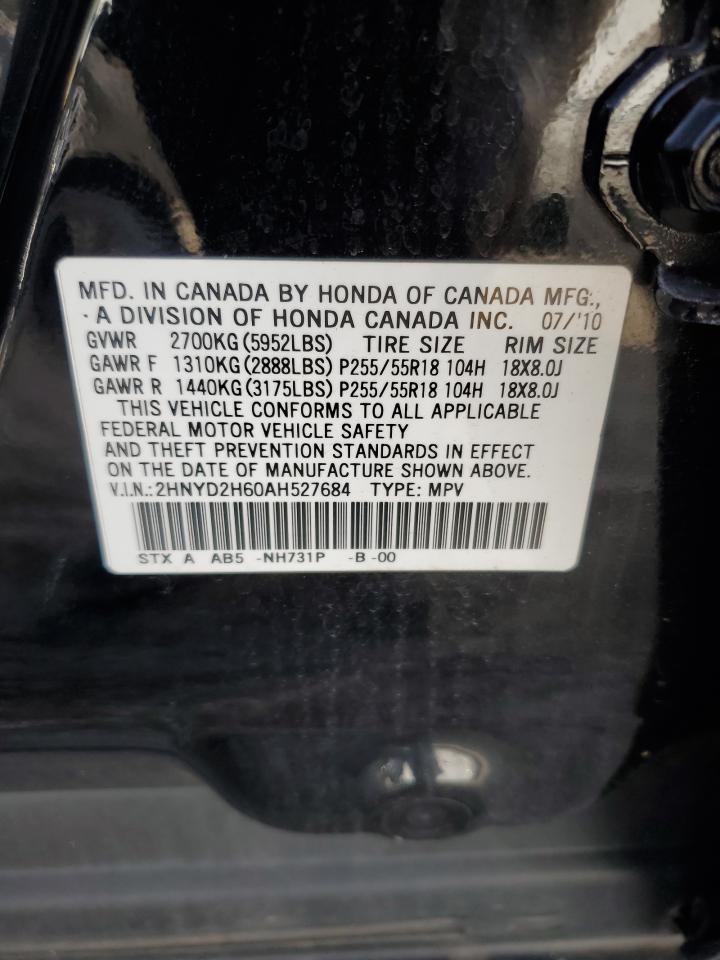 MFD. IN CANADA BY HONDA OF CANADA MFG.,
A DIVISION OF HONDA CANADA INC. 07/'10
GVWR 2700KG(5952LBS) TIRE SIZE RIM SIZE
GAWR F 1310KG(2888LBS) P255/55R18 104H 18X8.0J
GAWR R 1440KG(3175LBS) P255/55R18 104H 18X8.0J
THIS VEHICLE CONFORMS TO ALL APPLICABLE
FEDERAL MOTOR VEHICLE SAFETY
AND THEFT PREVENTION STANDARDS IN EFFECT
ON THE DATE OF MANUFACTURE SHOWN ABOVE.
V.I.N.:2HNYD2H60AH527684 TYPE: MPV
STX A AB5 -NH731P -B -00